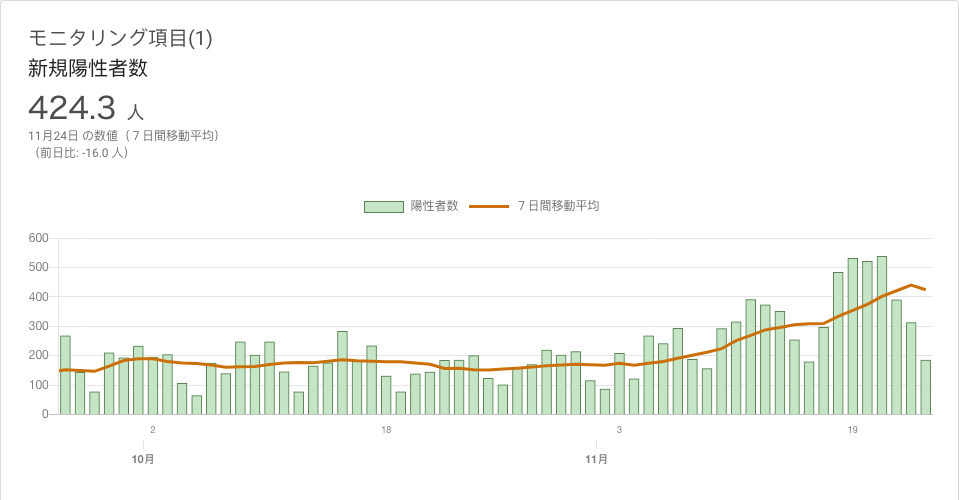 モニタリング項目(1)
新規陽性者数
424.3 人
11月24日 の数値（７日間移動平均）
（前日比: -16.0 人）
陽性者数 ７日間移動平均
600
500
400
300
200
100
0
2 18 3 19
10月 11月